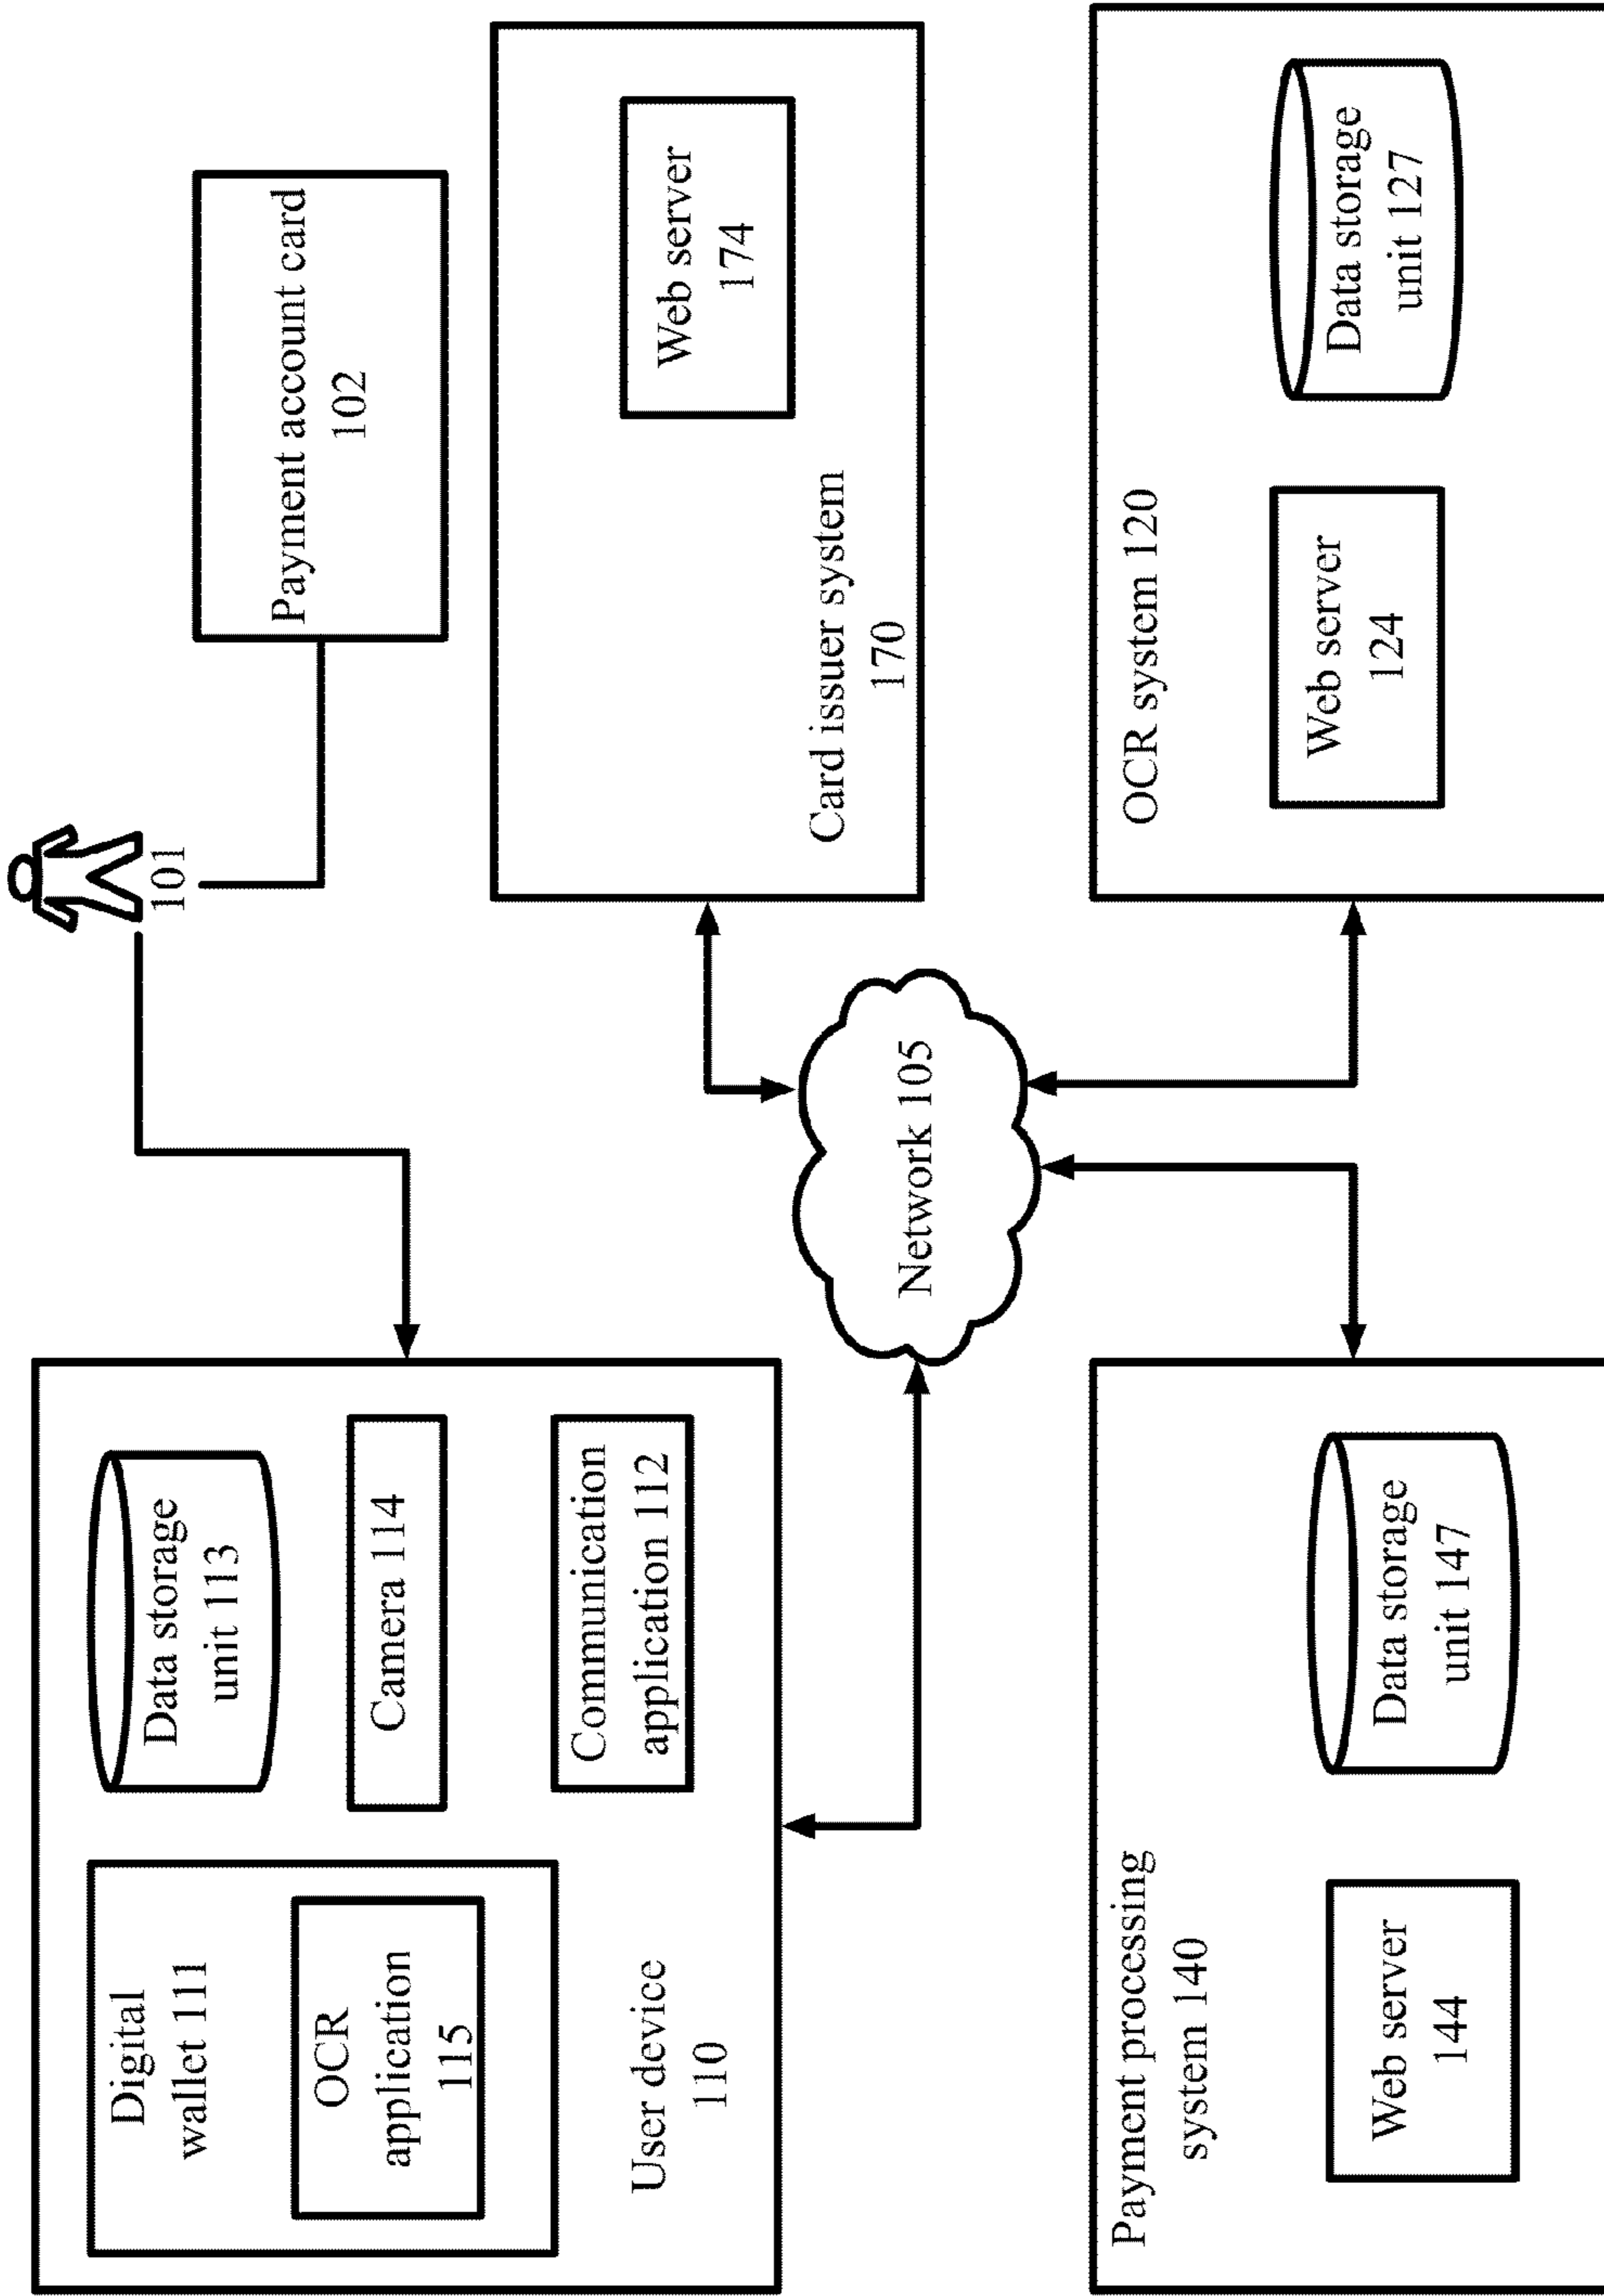 101
Payment account card
102
Digital
wallet 111
OCR
application
115
Data storage
unit 113
Camera 114
Communication
application 112
User device
110
Web server
174
Card issuer system
170
Network 105
Payment processing
system 140
Web server
144
Data storage
unit 147
OCR system 120
Web server
124
Data storage
unit 127